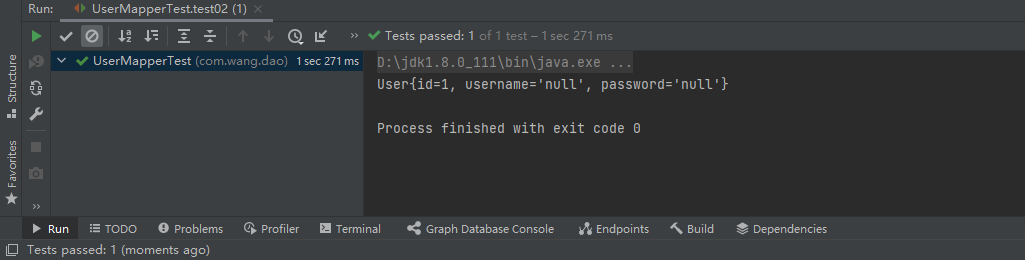 Run: UserMapperTest.test02 (1) ×
Tests passed: 1 of 1 test – 1 sec 271 ms
UserMapperTest (com.wang.dao) 1 sec 271 ms
D:\jdk1.8.0_111\bin\java.exe ...
User{id=1, username='null', password='null'}
Process finished with exit code 0
Structure
Favorites
Run TODO Problems Profiler Terminal Graph Database Console Endpoints Build Dependencies
Tests passed: 1 (moments ago)